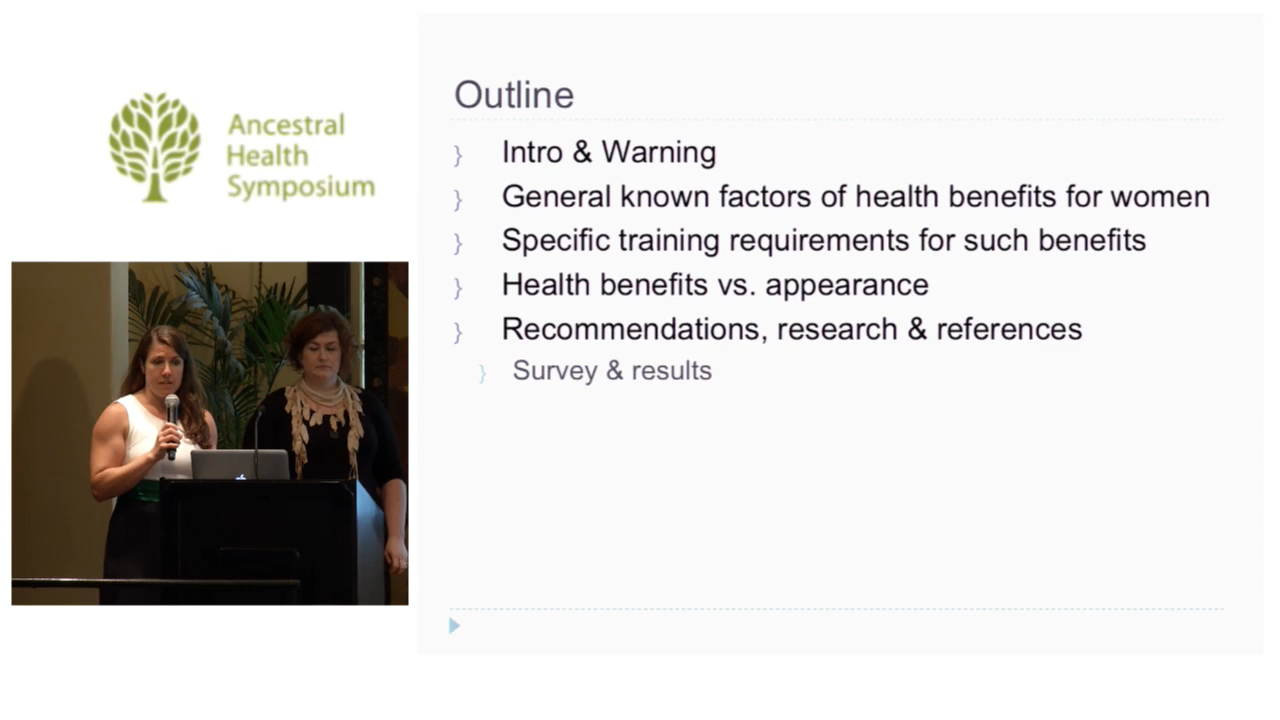 Ancestral
Health
Symposium
Outline
} Intro & Warning
} General known factors of health benefits for women
} Specific training requirements for such benefits
} Health benefits vs. appearance
} Recommendations, research & references
} Survey & results